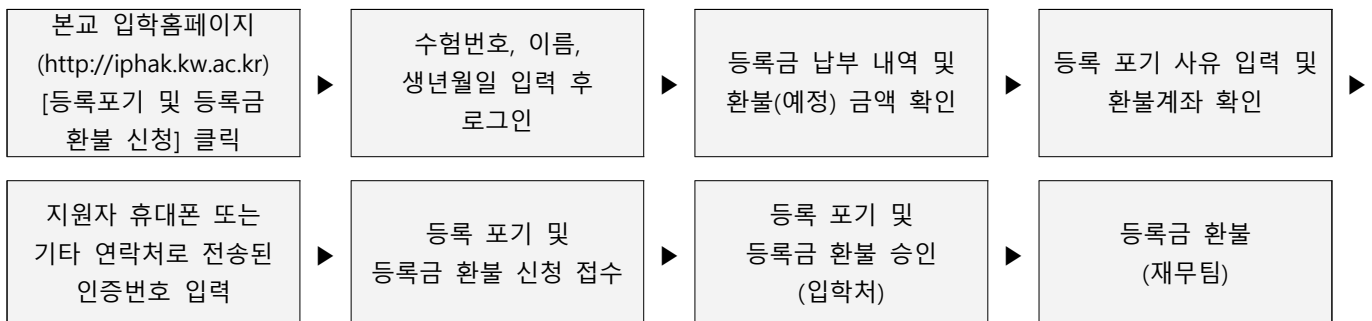 본교 입학홈페이지
(http://iphak.kw.ac.kr)
[등록포기 및 등록금
환불 신청] 클릭
▶
수험번호, 이름,
생년월일 입력 후
로그인
▶
등록금 납부 내역 및
환불(예정) 금액 확인
▶
등록 포기 사유 입력 및
환불계좌 확인
▶
지원자 휴대폰 또는
기타 연락처로 전송된
인증번호 입력
▶
등록 포기 및
등록금 환불 신청 접수
▶
등록 포기 및
등록금 환불 승인
(입학처)
▶
등록금 환불
(재무팀)